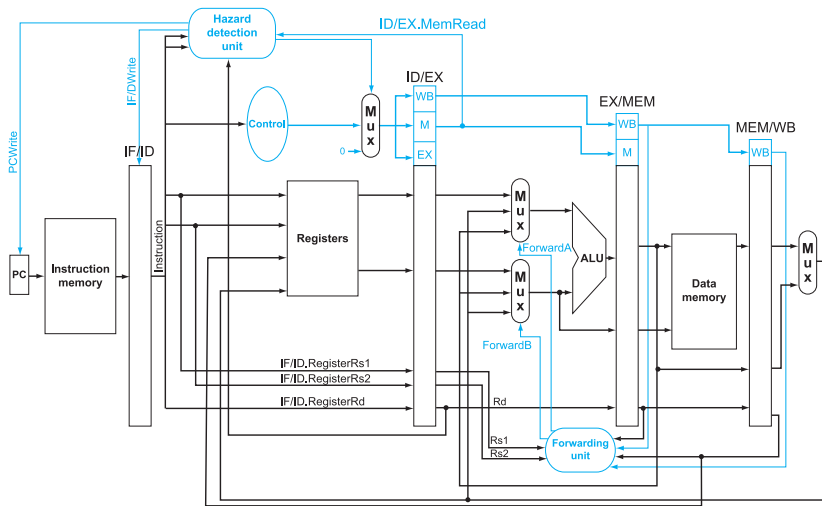 Hazard
detection
unit
ID/EX.MemRead
ID/EX
EX/MEM
MEM/WB
IF/DWrite
PCWrite
IF/ID
Control
Mux
0
WB
M
EX
WB
M
WB
Instruction
PC
Instruction
memory
Registers
Mux
ForwardA
Mux
ForwardB
ALU
Data
memory
Mux
IF/ID.RegisterRs1
IF/ID.RegisterRs2
IF/ID.RegisterRd
Rd
Rs1
Rs2
Forwarding
unit